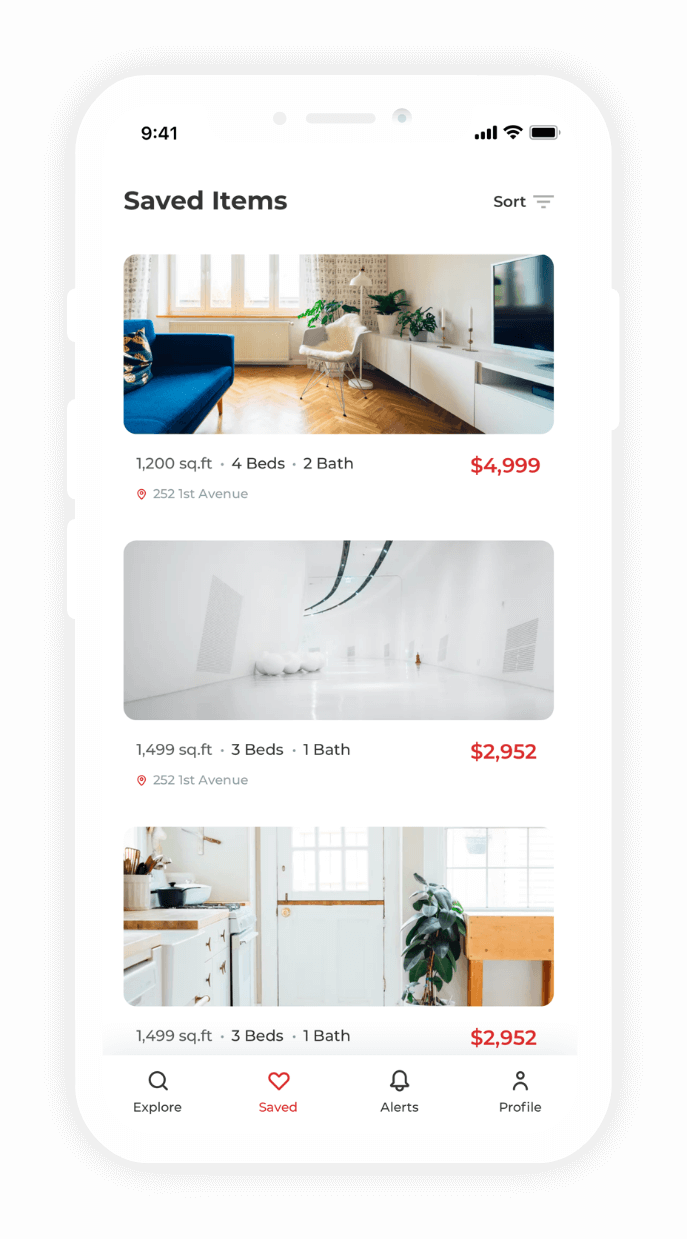 9:41
Saved Items
Sort
1,200 sq.ft • 4 Beds • 2 Bath
$4,999
252 1st Avenue
1,499 sq.ft • 3 Beds • 1 Bath
$2,952
252 1st Avenue
1,499 sq.ft • 3 Beds • 1 Bath
$2,952
Explore
Saved
Alerts
Profile